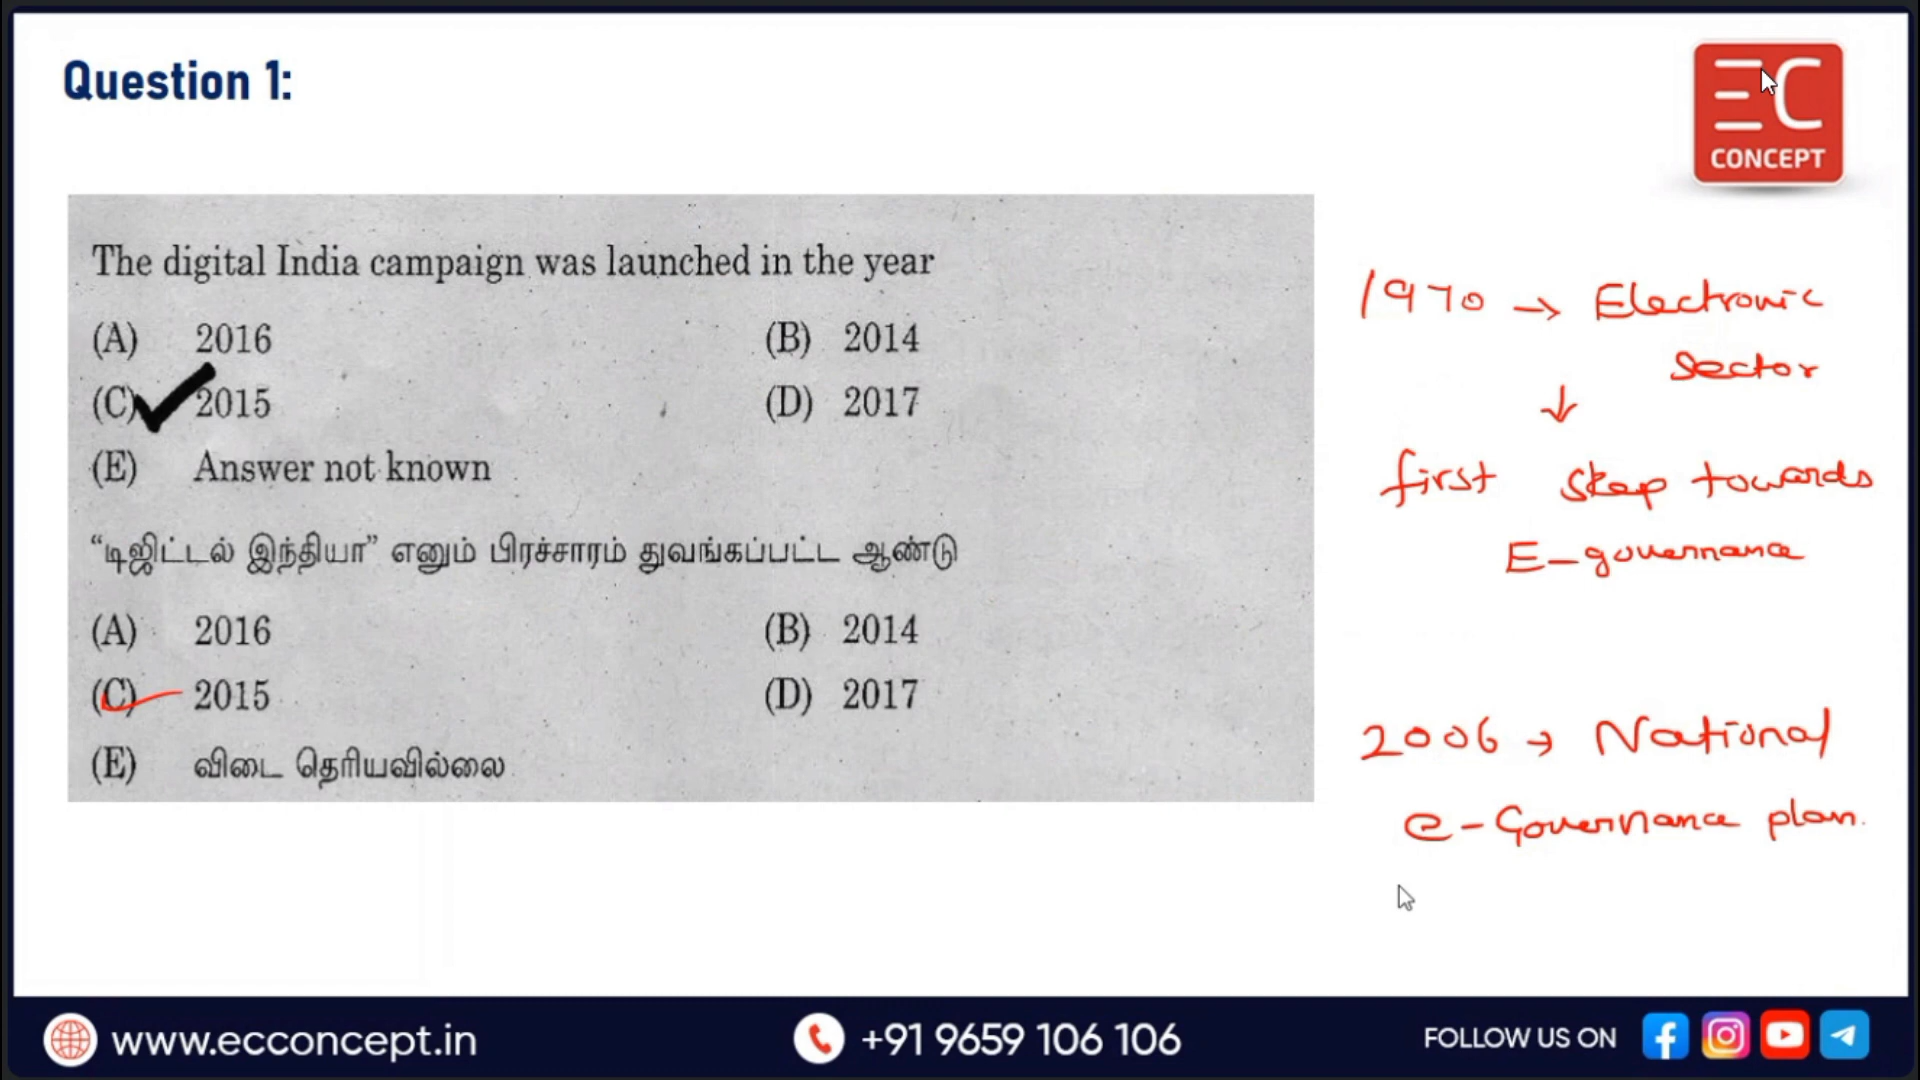 Question 1:
EC
CONCEPT
The digital India campaign was launched in the year
(A) 2016 (B) 2014
(C) 2015 (D) 2017
(E) Answer not known
“டிஜிட்டல் இந்தியா” எனும் பிரச்சாரம் துவங்கப்பட்ட ஆண்டு
(A) 2016 (B) 2014
(C) 2015 (D) 2017
(E) விடை தெரியவில்லை
1970 → Electronic
Sector
↓
first step towards
E-governance
2006 → National
e-Governance plan.
www.ecconcept.in
+91 9659 106 106
FOLLOW US ON